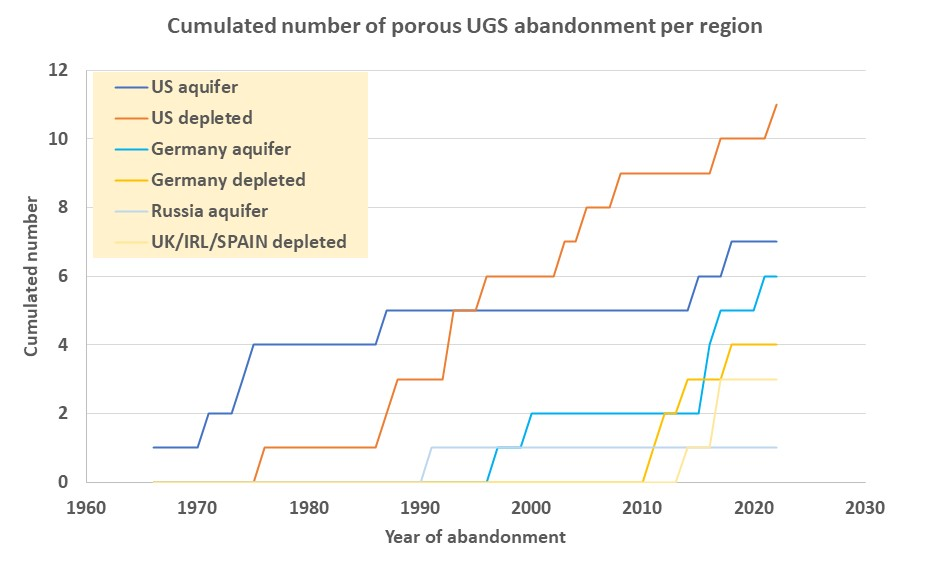 Cumulated number of porous UGS abandonment per region
12
10
8
6
4
2
0
Cumulated number
US aquifer
US depleted
Germany aquifer
Germany depleted
Russia aquifer
UK/IRL/SPAIN depleted
1960 1970 1980 1990 2000 2010 2020 2030
Year of abandonment